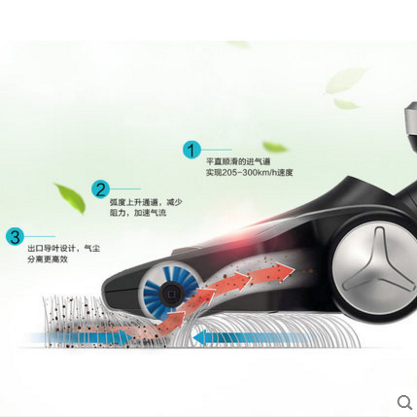 1
平直顺滑的进气道
实现205-300km/h速度
2
弧度上升通道，减少
阻力，加速气流
3
出口导叶设计，气尘
分离更高效